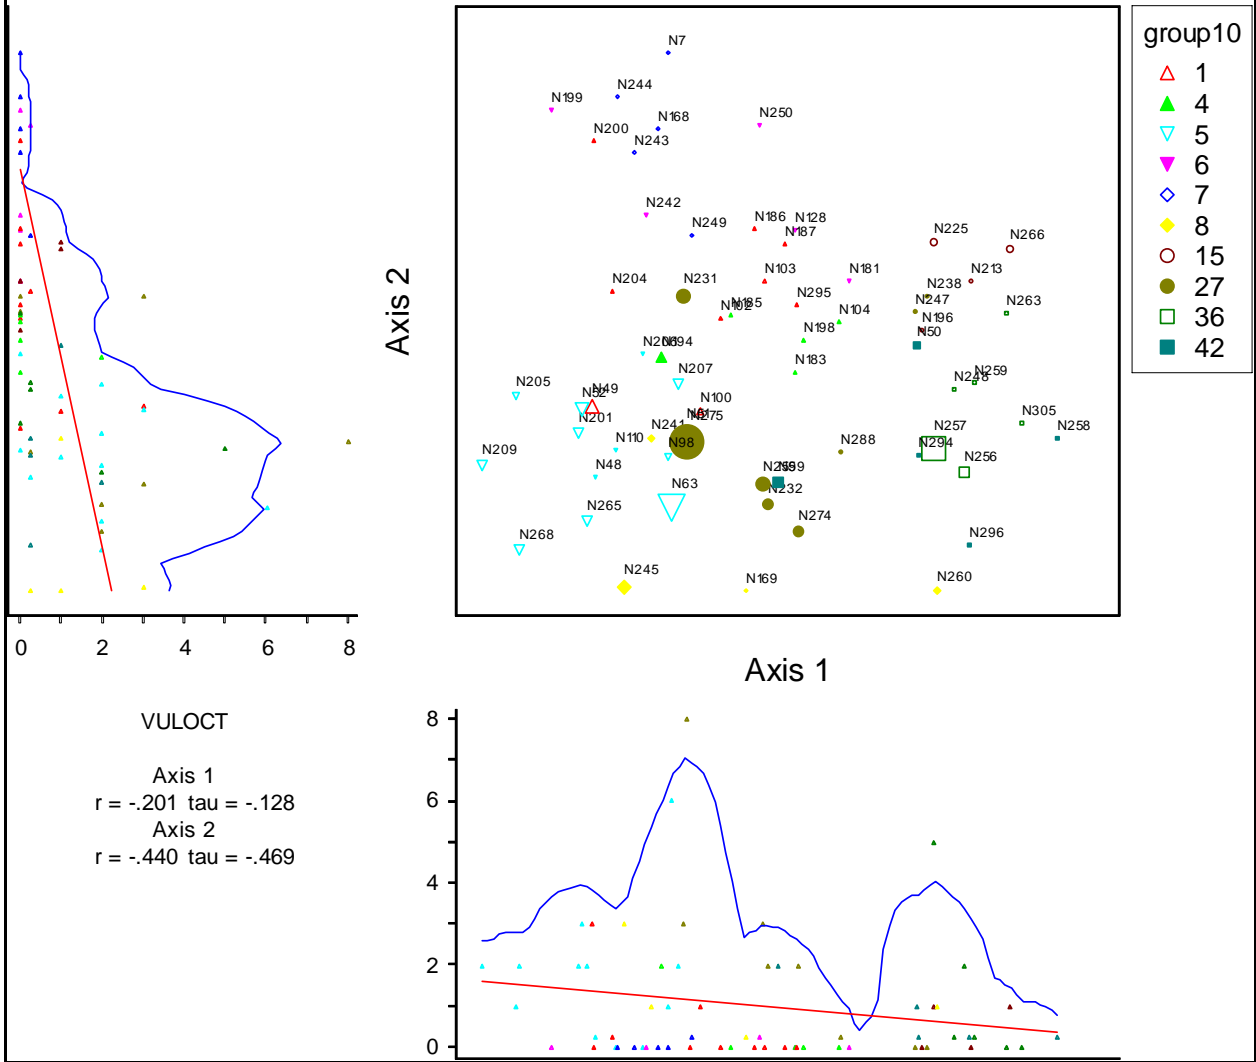 group10
1
4
5
6
7
8
15
27
36
42
N7
N244
N199
N168
N250
N200
N243
N242
N249
N186
N128
N187
N225
N266
N204
N231
N103
N181
N238
N213
N295
N247
N263
N102
N185
N104
N196
N50
N198
N207
N183
N248
N259
N205
N52
N49
N100
N201
N241
N275
N305
N258
N209
N110
N98
N288
N257
N294
N256
N48
N63
N232
N265
N274
N268
N296
N245
N169
N260
Axis 2
0 2 4 6 8
Axis 1
VULOCT
Axis 1
r = -.201 tau = -.128
Axis 2
r = -.440 tau = -.469
8
6
4
2
0